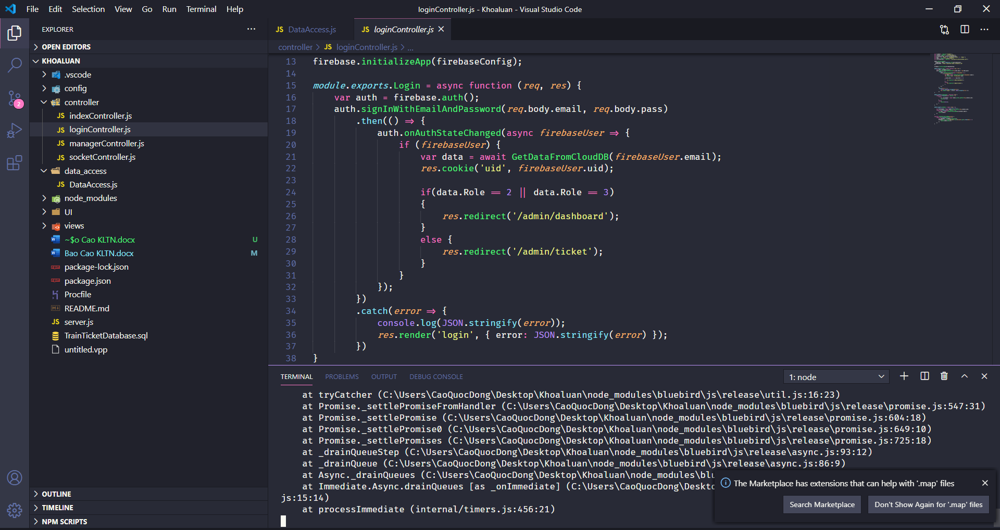 File Edit Selection View Go Run Terminal Help
loginController.js - Khoaluan - Visual Studio Code
EXPLORER
OPEN EDITORS
KHOALUAN
.vscode
config
controller
JS indexController.js
JS loginController.js
JS managerController.js
JS socketController.js
data_access
JS DataAccess.js
node_modules
UI
views
~$o Cao KLTN.docx U
Bao Cao KLTN.docx M
package-lock.json
package.json
Procfile
README.md
JS server.js
TrainTicketDatabase.sql
untitled.vpp
OUTLINE
TIMELINE
NPM SCRIPTS
2
JS DataAccess.js
JS loginController.js
controller > JS loginController.js > ...
13 firebase.initializeApp(firebaseConfig);
14
15 module.exports.Login = async function (req, res) {
16 var auth = firebase.auth();
17 auth.signInWithEmailAndPassword(req.body.email, req.body.pass)
18 .then(() => {
19 auth.onAuthStateChanged(async firebaseUser => {
20 if (firebaseUser) {
21 var data = await GetDataFromCloudDB(firebaseUser.email);
22 res.cookie('uid', firebaseUser.uid);
23
24 if(data.Role == 2 || data.Role == 3)
25 {
26 res.redirect('/admin/dashboard');
27 }
28 else {
29 res.redirect('/admin/ticket');
30 }
31 }
32 });
33 })
34 .catch(error => {
35 console.log(JSON.stringify(error));
36 res.render('login', { error: JSON.stringify(error) });
37 })
38 }
TERMINAL PROBLEMS OUTPUT DEBUG CONSOLE
1: node
at tryCatcher (C:\Users\CaoQuocDong\Desktop\Khoaluan\node_modules\bluebird\js\release\util.js:16:23)
at Promise._settlePromiseFromHandler (C:\Users\CaoQuocDong\Desktop\Khoaluan\node_modules\bluebird\js\release\promise.js:547:31)
at Promise._settlePromise (C:\Users\CaoQuocDong\Desktop\Khoaluan\node_modules\bluebird\js\release\promise.js:604:18)
at Promise._settlePromise0 (C:\Users\CaoQuocDong\Desktop\Khoaluan\node_modules\bluebird\js\release\promise.js:649:10)
at Promise._settlePromises (C:\Users\CaoQuocDong\Desktop\Khoaluan\node_modules\bluebird\js\release\promise.js:725:18)
at _drainQueueStep (C:\Users\CaoQuocDong\Desktop\Khoaluan\node_modules\bluebird\js\release\async.js:93:12)
at _drainQueue (C:\Users\CaoQuocDong\Desktop\Khoaluan\node_modules\bluebird\js\release\async.js:86:9)
at Async._drainQueues (C:\Users\CaoQuocDong\Desktop\Khoaluan\node_modules\blu
at Immediate.Async.drainQueues [as _onImmediate] (C:\Users\CaoQuocDong\Deskto
js:15:14)
at processImmediate (internal/timers.js:456:21)
The Marketplace has extensions that can help with '.map' files
Search Marketplace
Don't Show Again for '.map' files